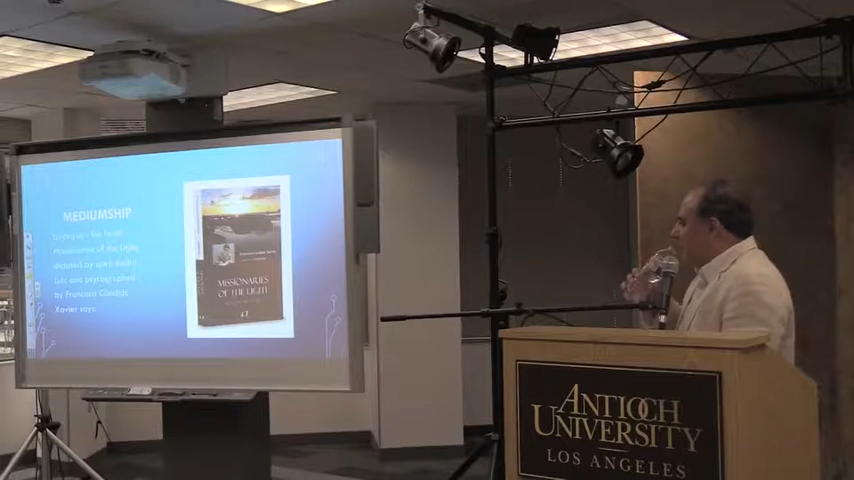 MEDIUMSHIP
Missionaries of the Light,
dictated by spirit André
Luiz and psychographed
by Francisco Cândido
Xavier says:
MISSIONARIES
OF THE LIGHT
ANTIOCH
UNIVERSITY
LOS ANGELES